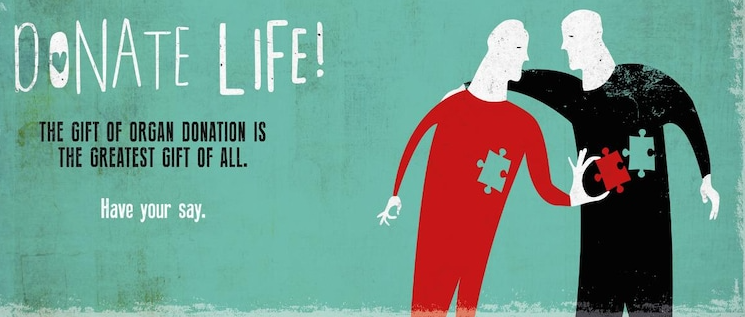 DONATE LIFE!
THE GIFT OF ORGAN DONATION IS
THE GREATEST GIFT OF ALL.
Have your say.